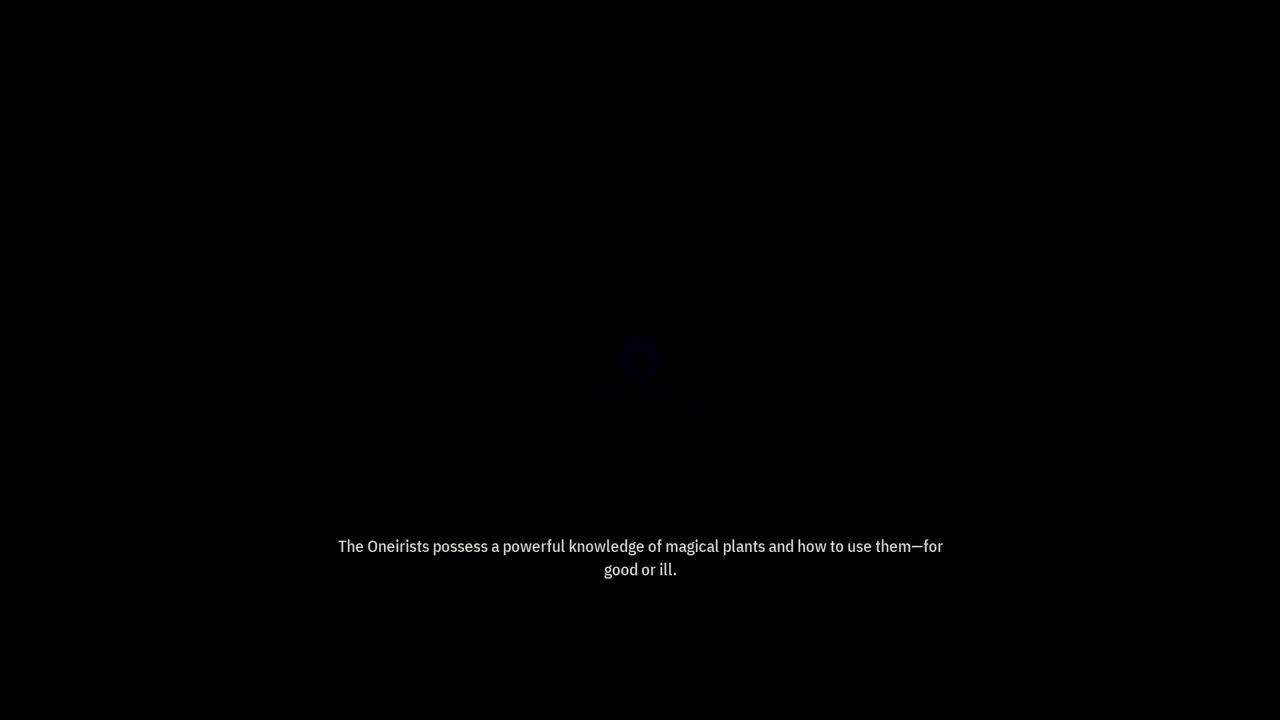 The Oneirists possess a powerful knowledge of magical plants and how to use them—for
good or ill.